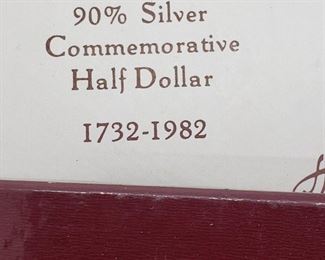 90% Silver
Commemorative
Half Dollar
1732-1982